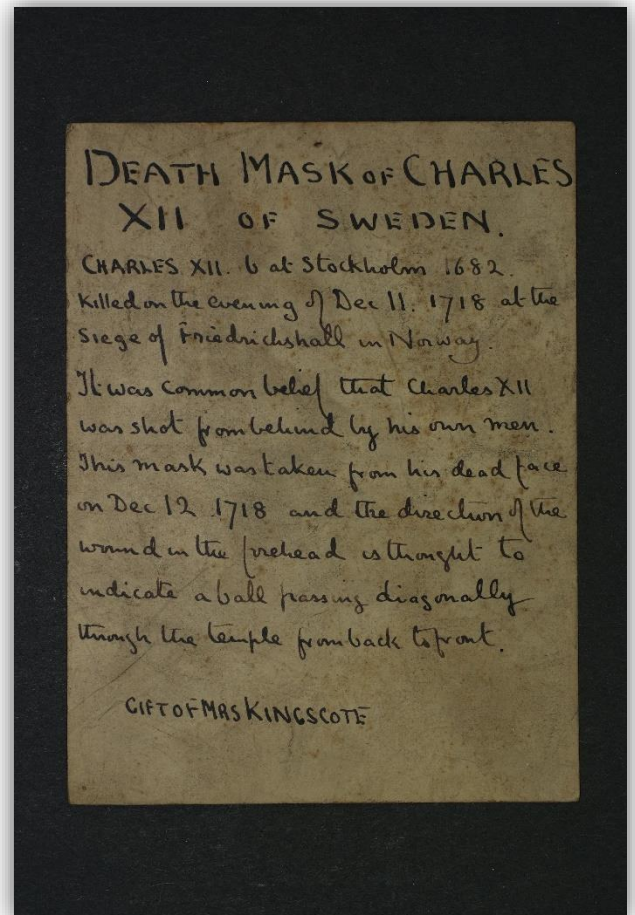 DEATH MASK OF CHARLES
XII OF SWEDEN.
CHARLES XII. b at Stockholm 1682.
Killed on the evening of Dec 11. 1718 at the
Siege of Friedrichshall in Norway.
It was common belief that Charles XII
was shot from behind by his own men.
This mask was taken from his dead face
on Dec 12 1718 and the direction of the
wound in the forehead is thought to
indicate a ball passing diagonally
through the temple from back to front.
GIFT OF MRS KINGSCOTE